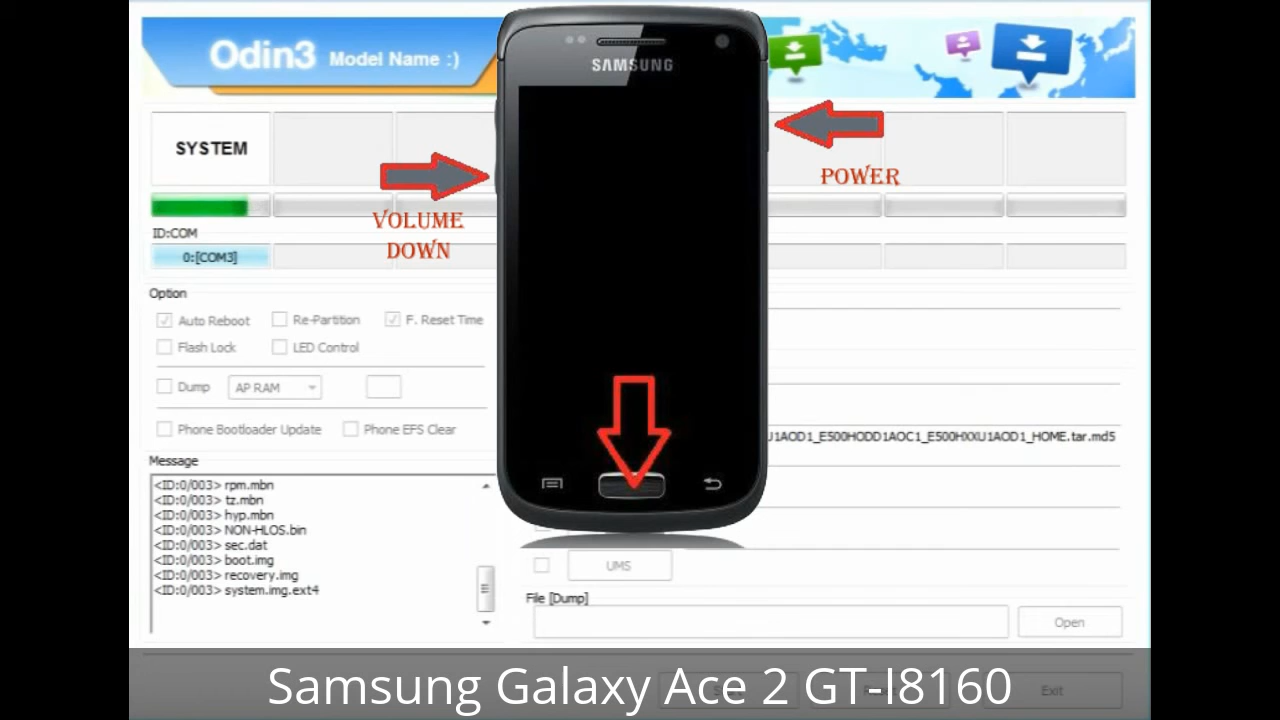 Odin3 Model Name :)
SAMSUNG
SYSTEM
POWER
VOLUME
DOWN
ID:COM
0:[COM3]
Option
Auto Reboot Re-Partition F. Reset Time
Flash Lock LED Control
Dump AP RAM
Phone Bootloader Update Phone EFS Clear
U1AOD1_E500HODD1AOC1_E500HXXU1AOD1_HOME.tar.md5
Message
<ID:0/003> rpm.mbn
<ID:0/003> tz.mbn
<ID:0/003> hyp.mbn
<ID:0/003> NON-HLOS.bin
<ID:0/003> sec.dat
<ID:0/003> boot.img
<ID:0/003> recovery.img
<ID:0/003> system.img.ext4
UMS
File [Dump]
Open
Exit
Samsung Galaxy Ace 2 GT-I8160